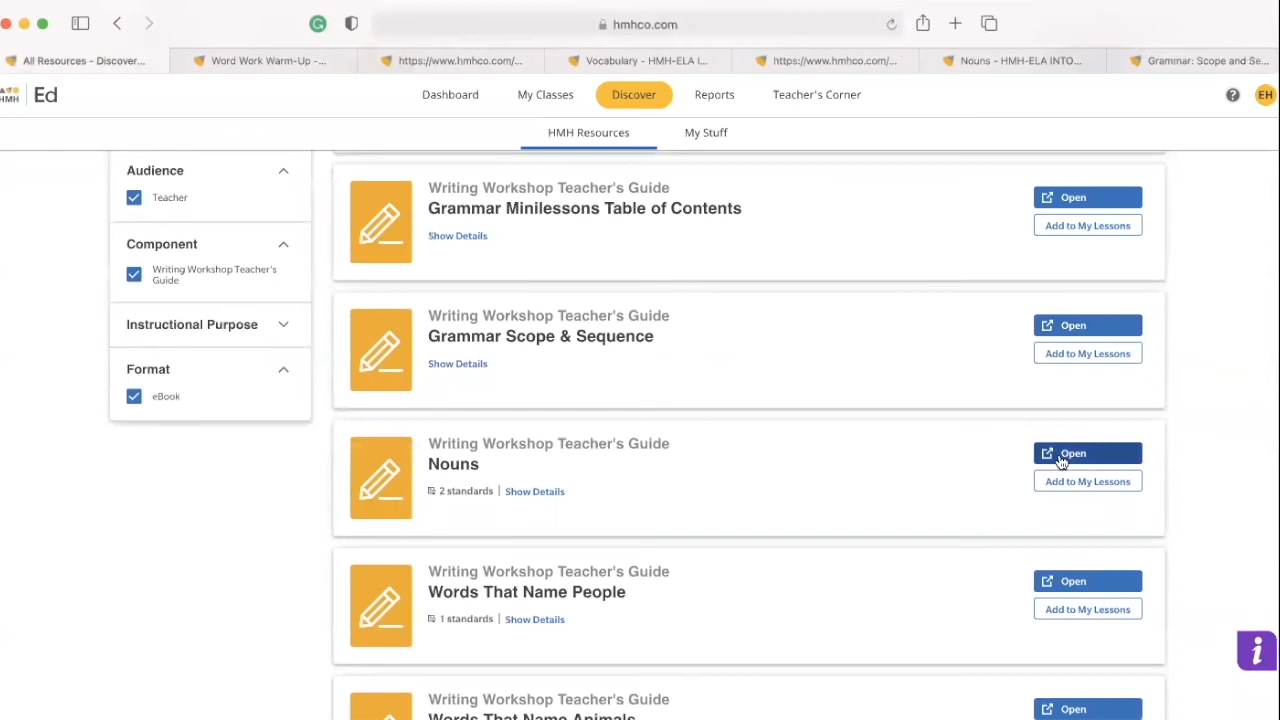 hmhco.com
All Resources - Discover...
Word Work Warm-Up -...
https://www.hmhco.com/...
Vocabulary - HMH-ELA I...
https://www.hmhco.com/...
Nouns - HMH-ELA INTO...
Grammar: Scope and Se...
HMH
Ed
Dashboard
My Classes
Discover
Reports
Teacher's Corner
?
EH
HMH Resources
My Stuff
Audience
Teacher
Component
Writing Workshop Teacher's
Guide
Instructional Purpose
Format
eBook
Writing Workshop Teacher's Guide
Grammar Minilessons Table of Contents
Show Details
Open
Add to My Lessons
Writing Workshop Teacher's Guide
Grammar Scope & Sequence
Show Details
Open
Add to My Lessons
Writing Workshop Teacher's Guide
Nouns
2 standards | Show Details
Open
Add to My Lessons
Writing Workshop Teacher's Guide
Words That Name People
1 standards | Show Details
Open
Add to My Lessons
Writing Workshop Teacher's Guide
Words That Name Animals
Open
i